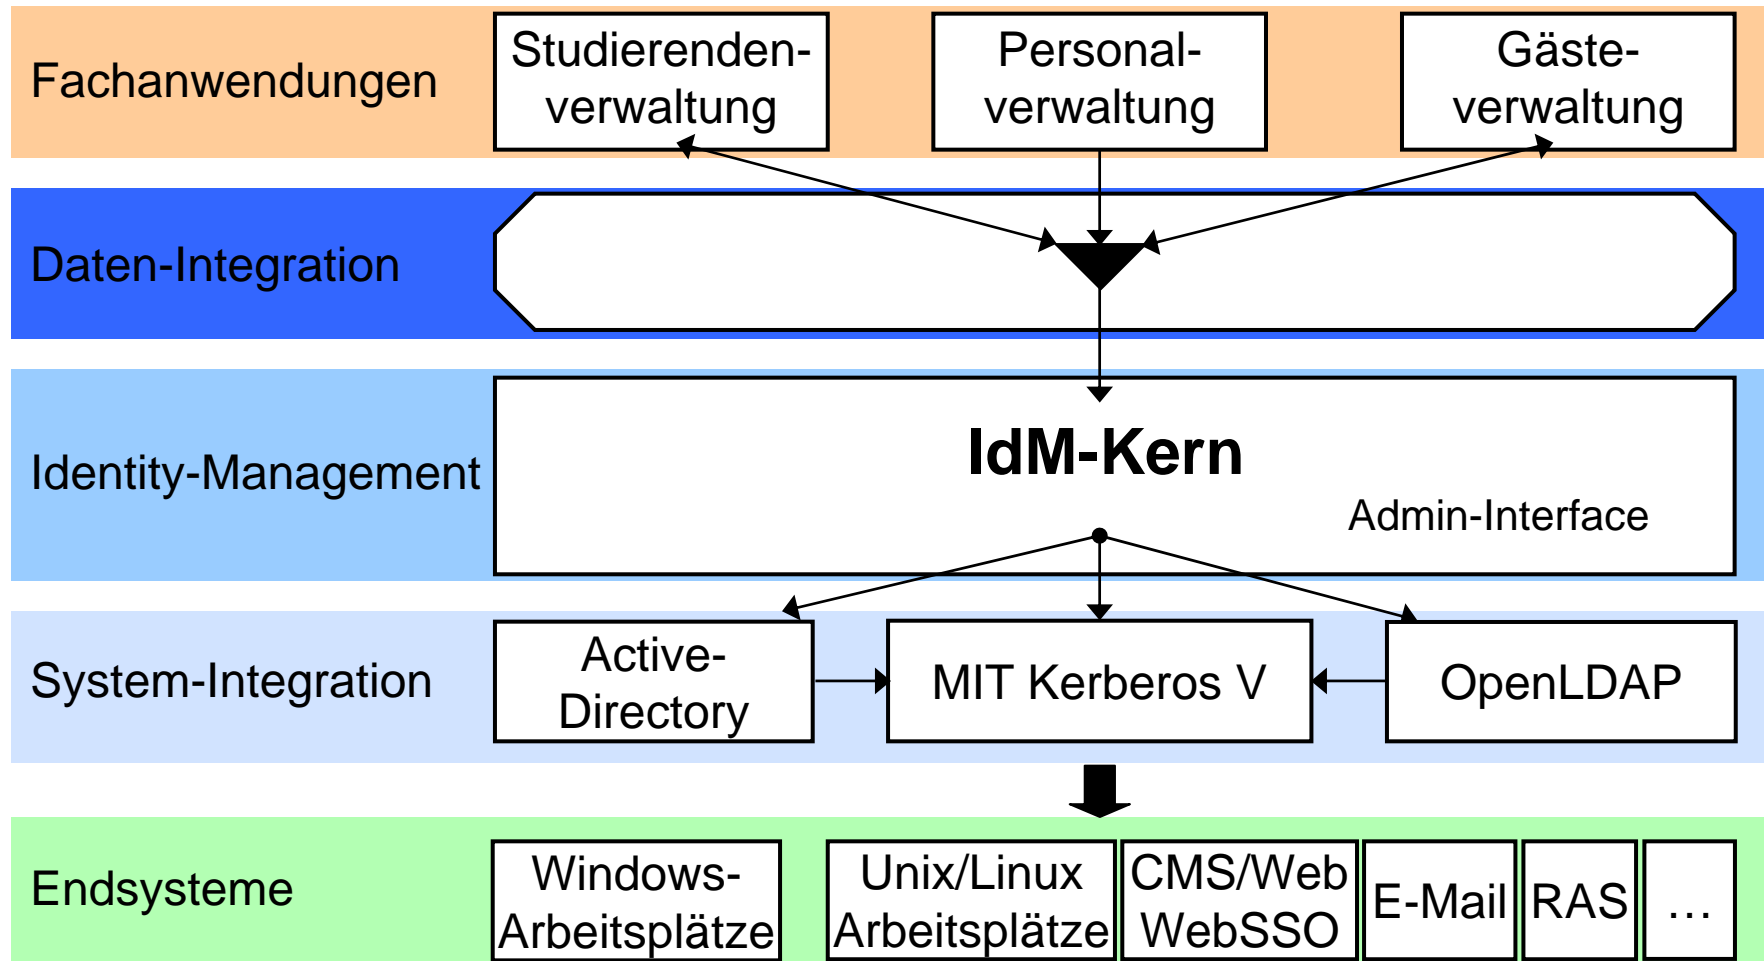 Fachanwendungen
Studierenden-
verwaltung
Personal-
verwaltung
Gäste-
verwaltung
Daten-Integration
Identity-Management
IdM-Kern
Admin-Interface
System-Integration
Active-
Directory
MIT Kerberos V
OpenLDAP
Endsysteme
Windows-
Arbeitsplätze
Unix/Linux
Arbeitsplätze
CMS/Web
WebSSO
E-Mail
RAS
…